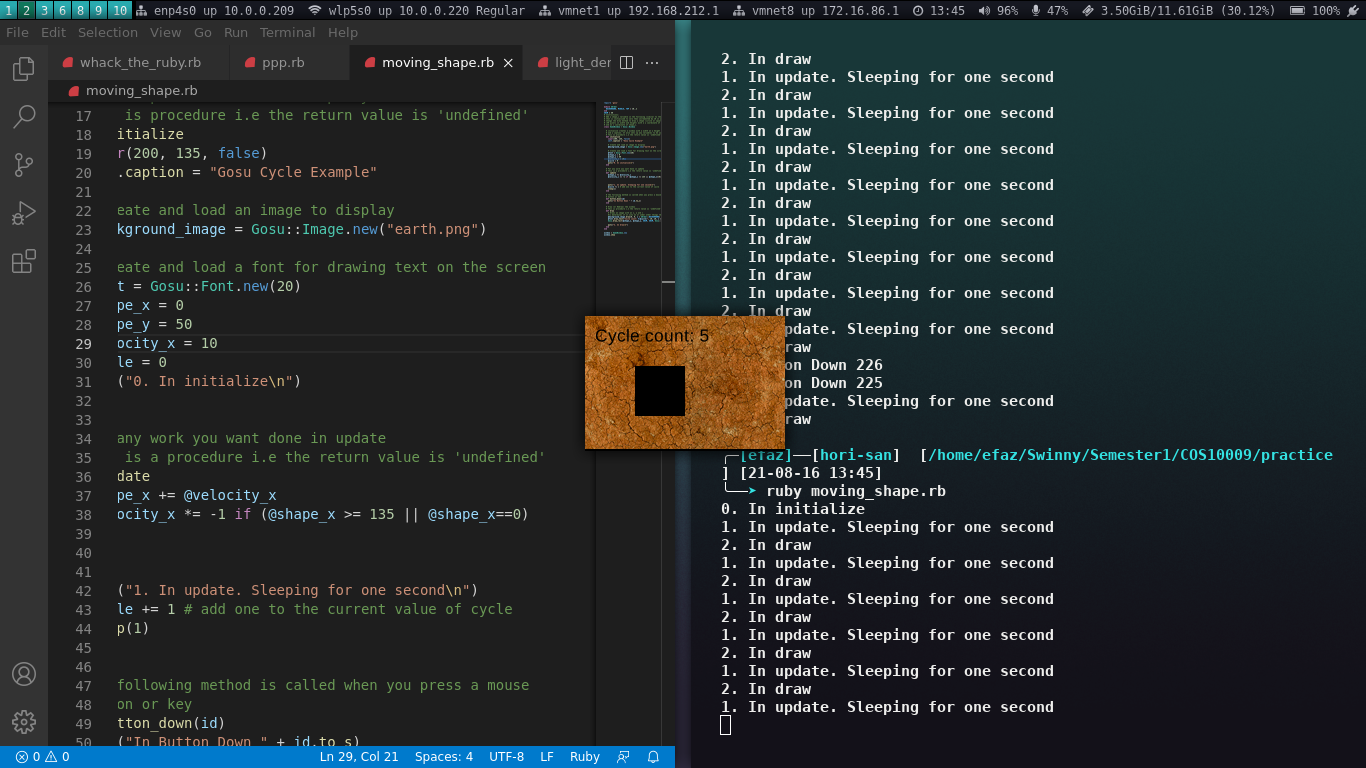 1 2 3 6 8 9 10 enp4s0 up 10.0.0.209 wlp5s0 up 10.0.0.220 Regular vmnet1 up 192.168.212.1 vmnet8 up 172.16.86.1 13:45 96% 47% 3.50GiB/11.61GiB (30.12%) 100%
File Edit Selection View Go Run Terminal Help
whack_the_ruby.rb ppp.rb moving_shape.rb light_der
moving_shape.rb
17 is procedure i.e the return value is 'undefined'
18 itialize
19 r(200, 135, false)
20 .caption = "Gosu Cycle Example"
21
22 eate and load an image to display
23 kground_image = Gosu::Image.new("earth.png")
24
25 eate and load a font for drawing text on the screen
26 t = Gosu::Font.new(20)
27 pe_x = 0
28 pe_y = 50
29 ocity_x = 10
30 le = 0
31 ("0. In initialize\n")
32
33
34 any work you want done in update
35 is a procedure i.e the return value is 'undefined'
36 date
37 pe_x += @velocity_x
38 ocity_x *= -1 if (@shape_x >= 135 || @shape_x==0)
39
40
41
42 ("1. In update. Sleeping for one second\n")
43 le += 1 # add one to the current value of cycle
44 p(1)
45
46
47 following method is called when you press a mouse
48 on or key
49 tton_down(id)
50 ("In Button Down " + id.to_s)
0 0 Ln 29, Col 21 Spaces: 4 UTF-8 LF Ruby
Cycle count: 5
2. In draw
1. In update. Sleeping for one second
2. In draw
1. In update. Sleeping for one second
2. In draw
1. In update. Sleeping for one second
2. In draw
1. In update. Sleeping for one second
2. In draw
1. In update. Sleeping for one second
2. In draw
1. In update. Sleeping for one second
2. In draw
1. In update. Sleeping for one second
2. In draw
pdate. Sleeping for one second
raw
on Down 226
on Down 225
pdate. Sleeping for one second
raw
[efaz]──[hori-san] [/home/efaz/Swinny/Semester1/COS10009/practice
] [21-08-16 13:45]
ruby moving_shape.rb
0. In initialize
1. In update. Sleeping for one second
2. In draw
1. In update. Sleeping for one second
2. In draw
1. In update. Sleeping for one second
2. In draw
1. In update. Sleeping for one second
2. In draw
1. In update. Sleeping for one second
2. In draw
1. In update. Sleeping for one second